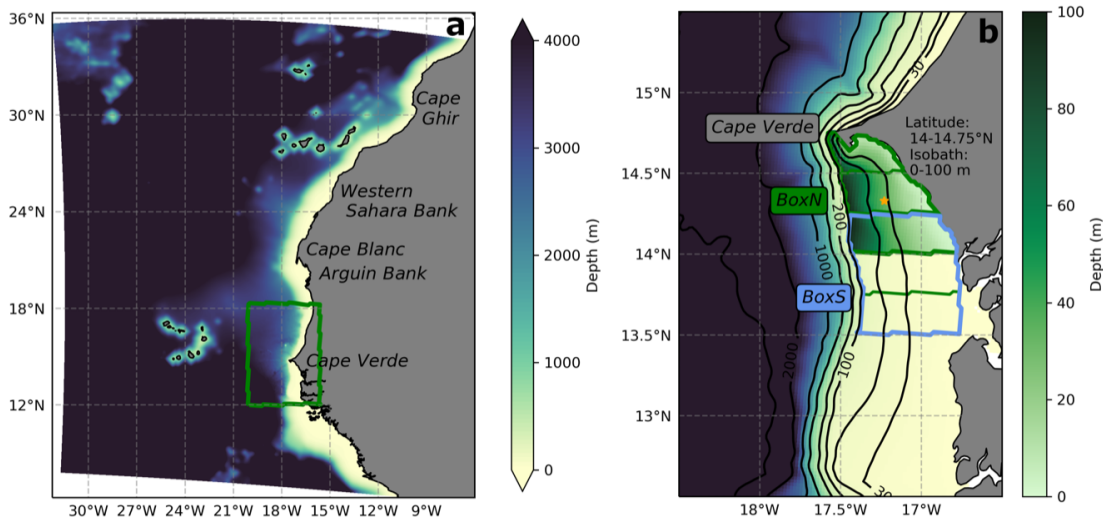 a
36°N
30°N
24°N
18°N
12°N
30°W
27°W
24°W
21°W
18°W
15°W
12°W
9°W
Cape
Ghir
Western
Sahara Bank
Cape Blanc
Arguin Bank
Cape Verde
4000
3000
2000
1000
0
Depth (m)
b
15°N
14.5°N
14°N
13.5°N
13°N
18°W
17.5°W
17°W
30
Cape Verde
Latitude:
14-14.75°N
Isobath:
0-100 m
BoxN
200
1000
BoxS
2000
100
30
100
80
60
40
20
0
Depth (m)